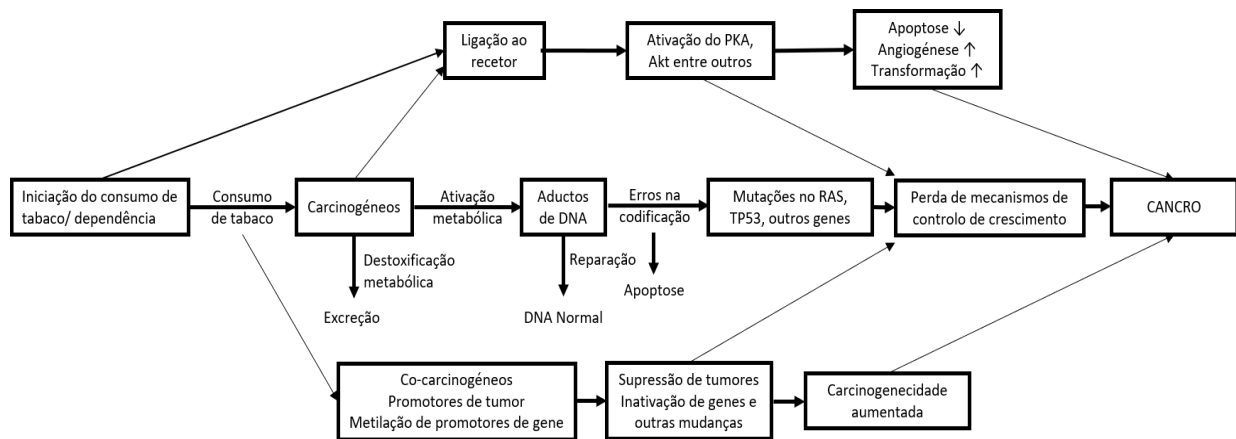 Ligação ao
recetor
Ativação do PKA,
Akt entre outros
Apoptose ↓
Angiogénese ↑
Transformação ↑
Iniciação do consumo de
tabaco/ dependência
Consumo
de tabaco
Carcinogéneos
Ativação
metabólica
Aductos
de DNA
Erros na
codificação
Mutações no RAS,
TP53, outros genes
Perda de mecanismos de
controlo de crescimento
CANCRO
Destoxificação
metabólica
Excreção
Reparação
DNA Normal
Apoptose
Co-carcinogéneos
Promotores de tumor
Metilação de promotores de gene
Supressão de tumores
Inativação de genes e
outras mudanças
Carcinogenecidade
aumentada